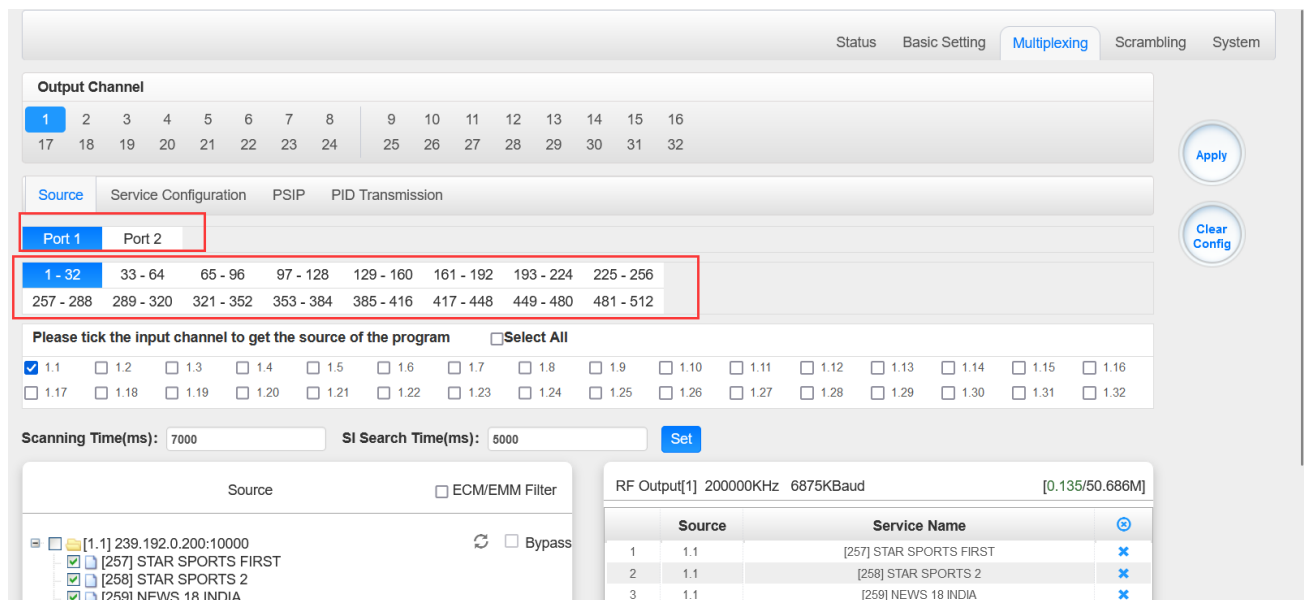 Status Basic Setting Multiplexing Scrambling System
Output Channel
1 2 3 4 5 6 7 8 9 10 11 12 13 14 15 16
17 18 19 20 21 22 23 24 25 26 27 28 29 30 31 32
Apply
Source Service Configuration PSIP PID Transmission
Clear Config
Port 1 Port 2
1 - 32 33 - 64 65 - 96 97 - 128 129 - 160 161 - 192 193 - 224 225 - 256
257 - 288 289 - 320 321 - 352 353 - 384 385 - 416 417 - 448 449 - 480 481 - 512
Please tick the input channel to get the source of the program Select All
1.1 1.2 1.3 1.4 1.5 1.6 1.7 1.8 1.9 1.10 1.11 1.12 1.13 1.14 1.15 1.16
1.17 1.18 1.19 1.20 1.21 1.22 1.23 1.24 1.25 1.26 1.27 1.28 1.29 1.30 1.31 1.32
Scanning Time(ms): 7000 SI Search Time(ms): 5000 Set
Source ECM/EMM Filter
[1.1] 239.192.0.200:10000 Bypass
[257] STAR SPORTS FIRST
[258] STAR SPORTS 2
[259] NEWS 18 INDIA
RF Output[1] 200000KHz 6875KBaud [0.135/50.686M]
Source Service Name
1 1.1 [257] STAR SPORTS FIRST
2 1.1 [258] STAR SPORTS 2
3 1.1 [259] NEWS 18 INDIA